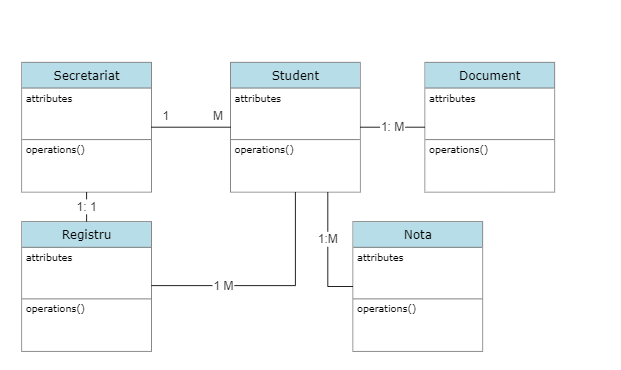 Secretariat
attributes
operations()
1 M
Student
attributes
operations()
1: M
Document
attributes
operations()
1: 1
Registru
attributes
operations()
1 M
1:M
Nota
attributes
operations()